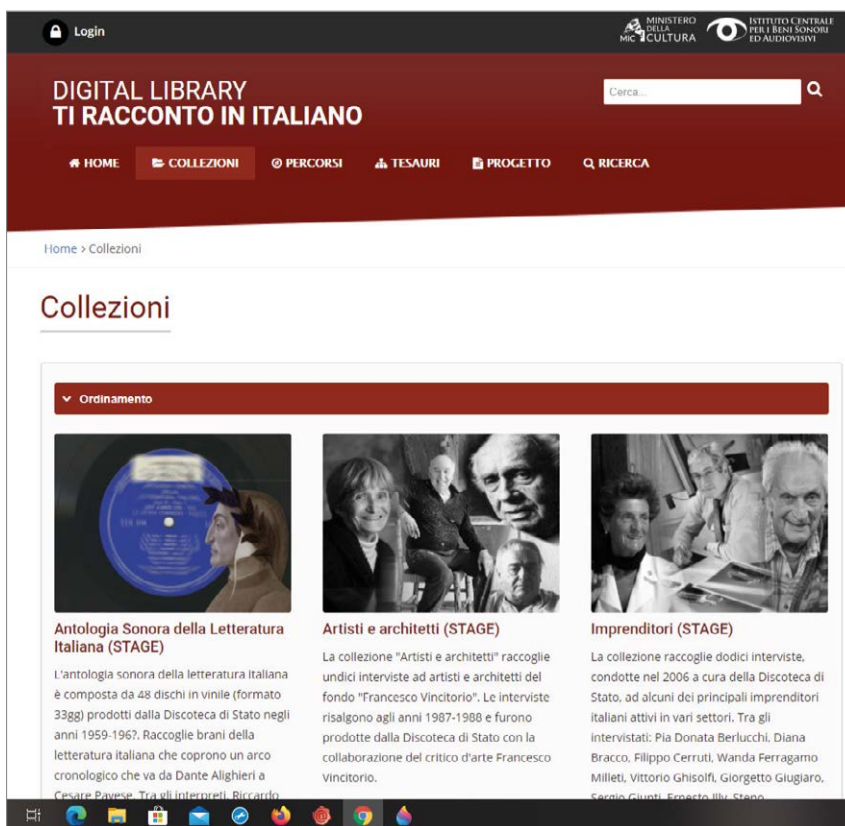 Login
MINISTERO
DELLA
MIC CULTURA
ISTITUTO CENTRALE
PER I BENI SONORI
ED AUDIOVISIVI
DIGITAL LIBRARY
TI RACCONTO IN ITALIANO
Cerca...
HOME
COLLEZIONI
PERCORSI
TESAURI
PROGETTO
RICERCA
Home > Collezioni
Collezioni
Ordinamento
Antologia Sonora della Letteratura
Italiana (STAGE)
L'antologia sonora della letteratura italiana
è composta da 48 dischi in vinile (formato
33gg) prodotti dalla Discoteca di Stato negli
anni 1959-196?. Raccoglie brani della
letteratura italiana che coprono un arco
cronologico che va da Dante Alighieri a
Cesare Pavese. Tra gli interpreti, Riccardo
Artisti e architetti (STAGE)
La collezione "Artisti e architetti" raccoglie
undici interviste ad artisti e architetti del
fondo "Francesco Vincitorio". Le interviste
risalgono agli anni 1987-1988 e furono
prodotte dalla Discoteca di Stato con la
collaborazione del critico d'arte Francesco
Vincitorio.
Imprenditori (STAGE)
La collezione raccoglie dodici interviste,
condotte nel 2006 a cura della Discoteca di
Stato, ad alcuni dei principali imprenditori
italiani attivi in vari settori. Tra gli
intervistati: Pia Donata Berlucchi, Diana
Bracco, Filippo Cerruti, Wanda Ferragamo
Milleti, Vittorio Ghisolfi, Giorgetto Giugiaro,
Sergio Giunti, Ernesto Illy, Steno